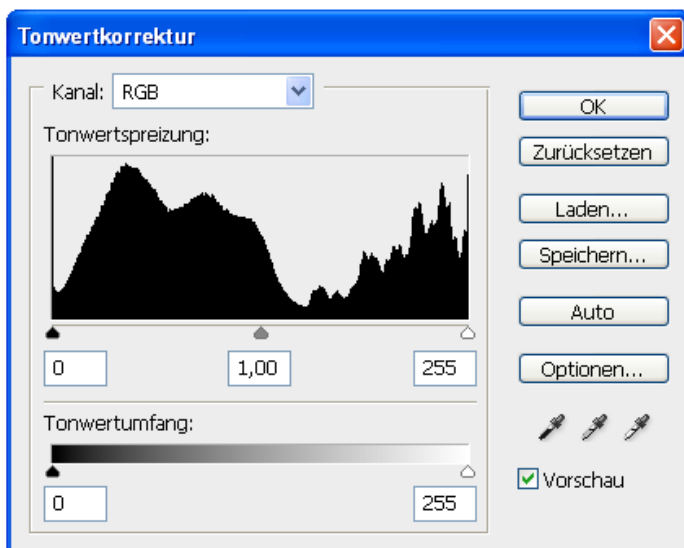 Tonwertkorrektur
Kanal: RGB
Tonwertspreizung:
0 1,00 255
Tonwertumfang:
0 255
OK
Zurücksetzen
Laden...
Speichern...
Auto
Optionen...
Vorschau